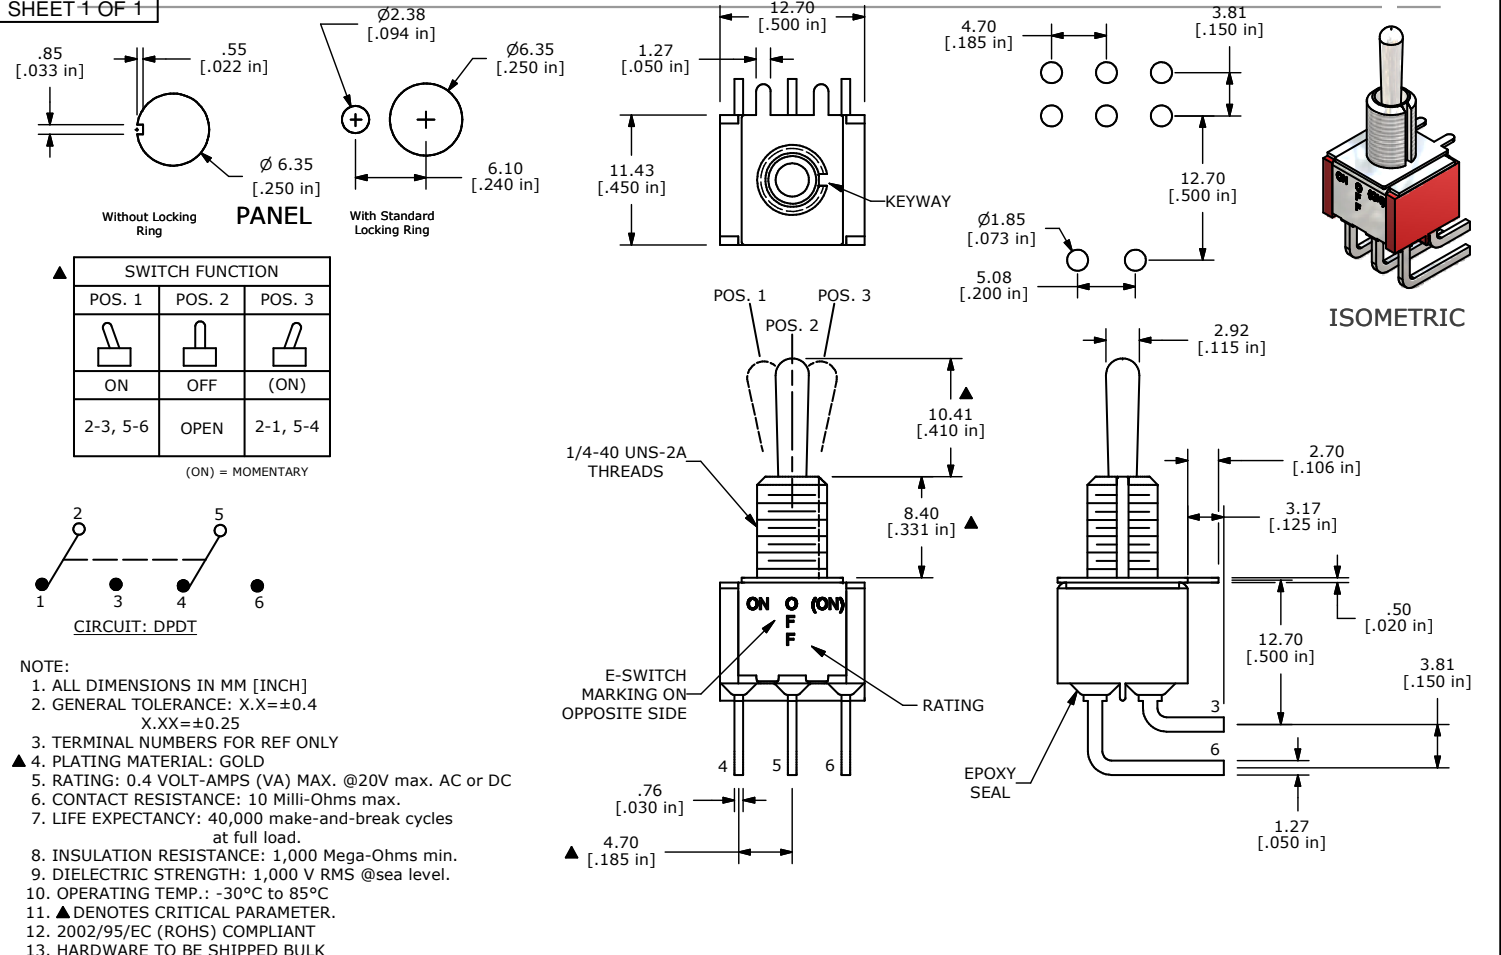 SHEET 1 OF 1
.85
[.033 in]
.55
[.022 in]
Ø 6.35
[.250 in]
Without Locking
Ring
PANEL
Ø2.38
[.094 in]
Ø6.35
[.250 in]
6.10
[.240 in]
With Standard
Locking Ring
12.70
[.500 in]
1.27
[.050 in]
11.43
[.450 in]
KEYWAY
4.70
[.185 in]
3.81
[.150 in]
12.70
[.500 in]
Ø1.85
[.073 in]
5.08
[.200 in]
ON O (ON)
F
F
ISOMETRIC
▲ SWITCH FUNCTION
POS. 1 POS. 2 POS. 3
ON OFF (ON)
2-3, 5-6 OPEN 2-1, 5-4
(ON) = MOMENTARY
2 5
1 3 4 6
CIRCUIT: DPDT
POS. 1 POS. 3
POS. 2
▲
10.41
[.410 in]
1/4-40 UNS-2A
THREADS
8.40
[.331 in] ▲
ON O (ON)
F
F
E-SWITCH
MARKING ON
OPPOSITE SIDE
RATING
4 5 6
.76
[.030 in]
▲ 4.70
[.185 in]
2.92
[.115 in]
2.70
[.106 in]
3.17
[.125 in]
.50
[.020 in]
12.70
[.500 in]
3.81
[.150 in]
3
6
EPOXY
SEAL
1.27
[.050 in]
NOTE:
1. ALL DIMENSIONS IN MM [INCH]
2. GENERAL TOLERANCE: X.X=±0.4
X.XX=±0.25
3. TERMINAL NUMBERS FOR REF ONLY
▲ 4. PLATING MATERIAL: GOLD
5. RATING: 0.4 VOLT-AMPS (VA) MAX. @20V max. AC or DC
6. CONTACT RESISTANCE: 10 Milli-Ohms max.
7. LIFE EXPECTANCY: 40,000 make-and-break cycles
at full load.
8. INSULATION RESISTANCE: 1,000 Mega-Ohms min.
9. DIELECTRIC STRENGTH: 1,000 V RMS @sea level.
10. OPERATING TEMP.: -30°C to 85°C
11. ▲DENOTES CRITICAL PARAMETER.
12. 2002/95/EC (ROHS) COMPLIANT
13. HARDWARE TO BE SHIPPED BULK